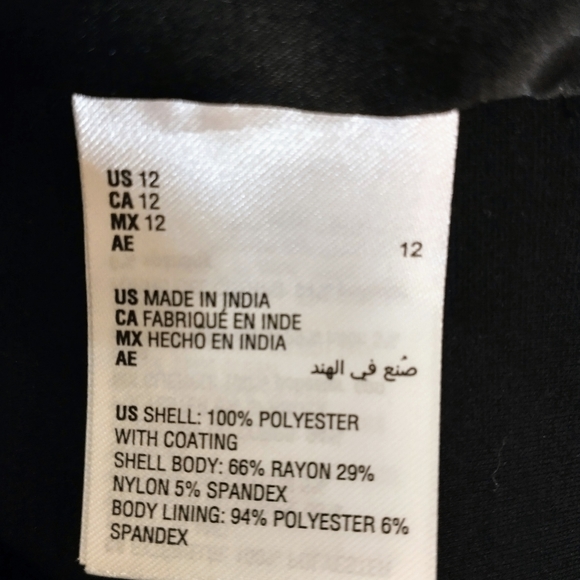 US 12
CA 12
MX 12
AE 12
US MADE IN INDIA
CA FABRIQUÉ EN INDE
MX HECHO EN INDIA
AE صُنع في الهند
US SHELL: 100% POLYESTER
WITH COATING
SHELL BODY: 66% RAYON 29%
NYLON 5% SPANDEX
BODY LINING: 94% POLYESTER 6%
SPANDEX